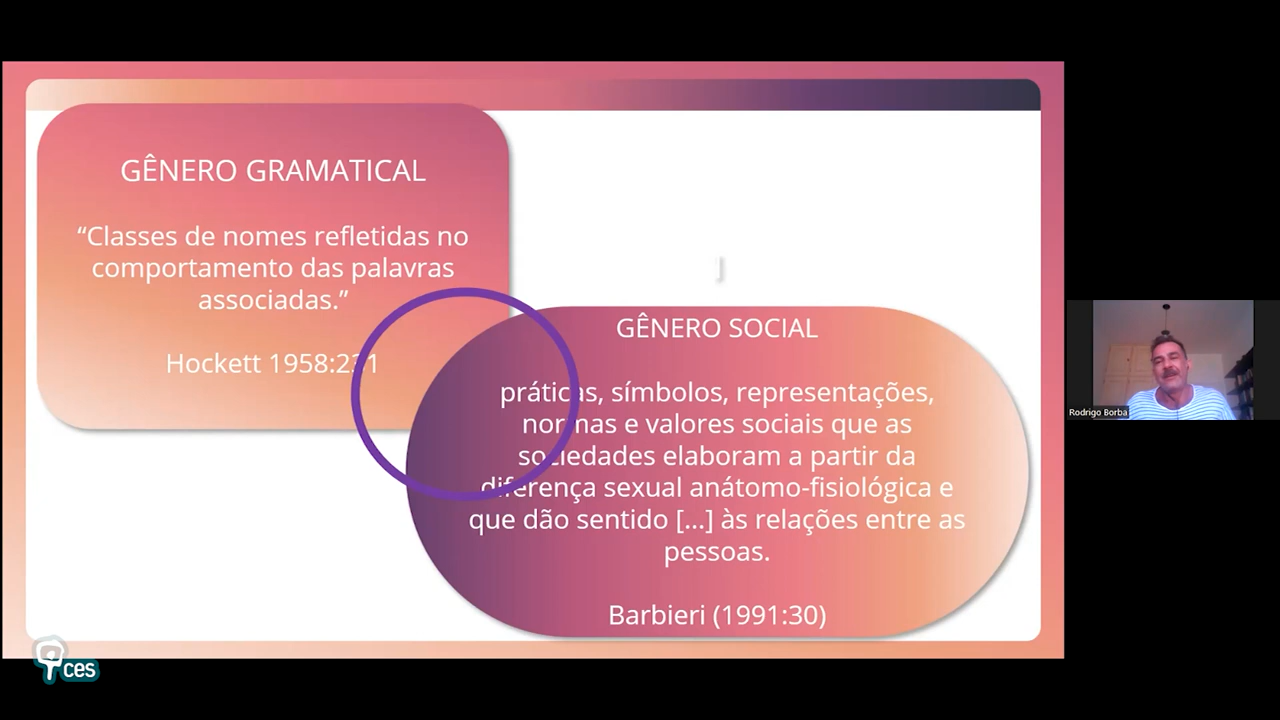 GÊNERO GRAMATICAL
“Classes de nomes refletidas no
comportamento das palavras
associadas.”
Hockett 1958:231
GÊNERO SOCIAL
práticas, símbolos, representações,
normas e valores sociais que as
sociedades elaboram a partir da
diferença sexual anátomo-fisiológica e
que dão sentido [...] às relações entre as
pessoas.
Barbieri (1991:30)
Rodrigo Borba
ces